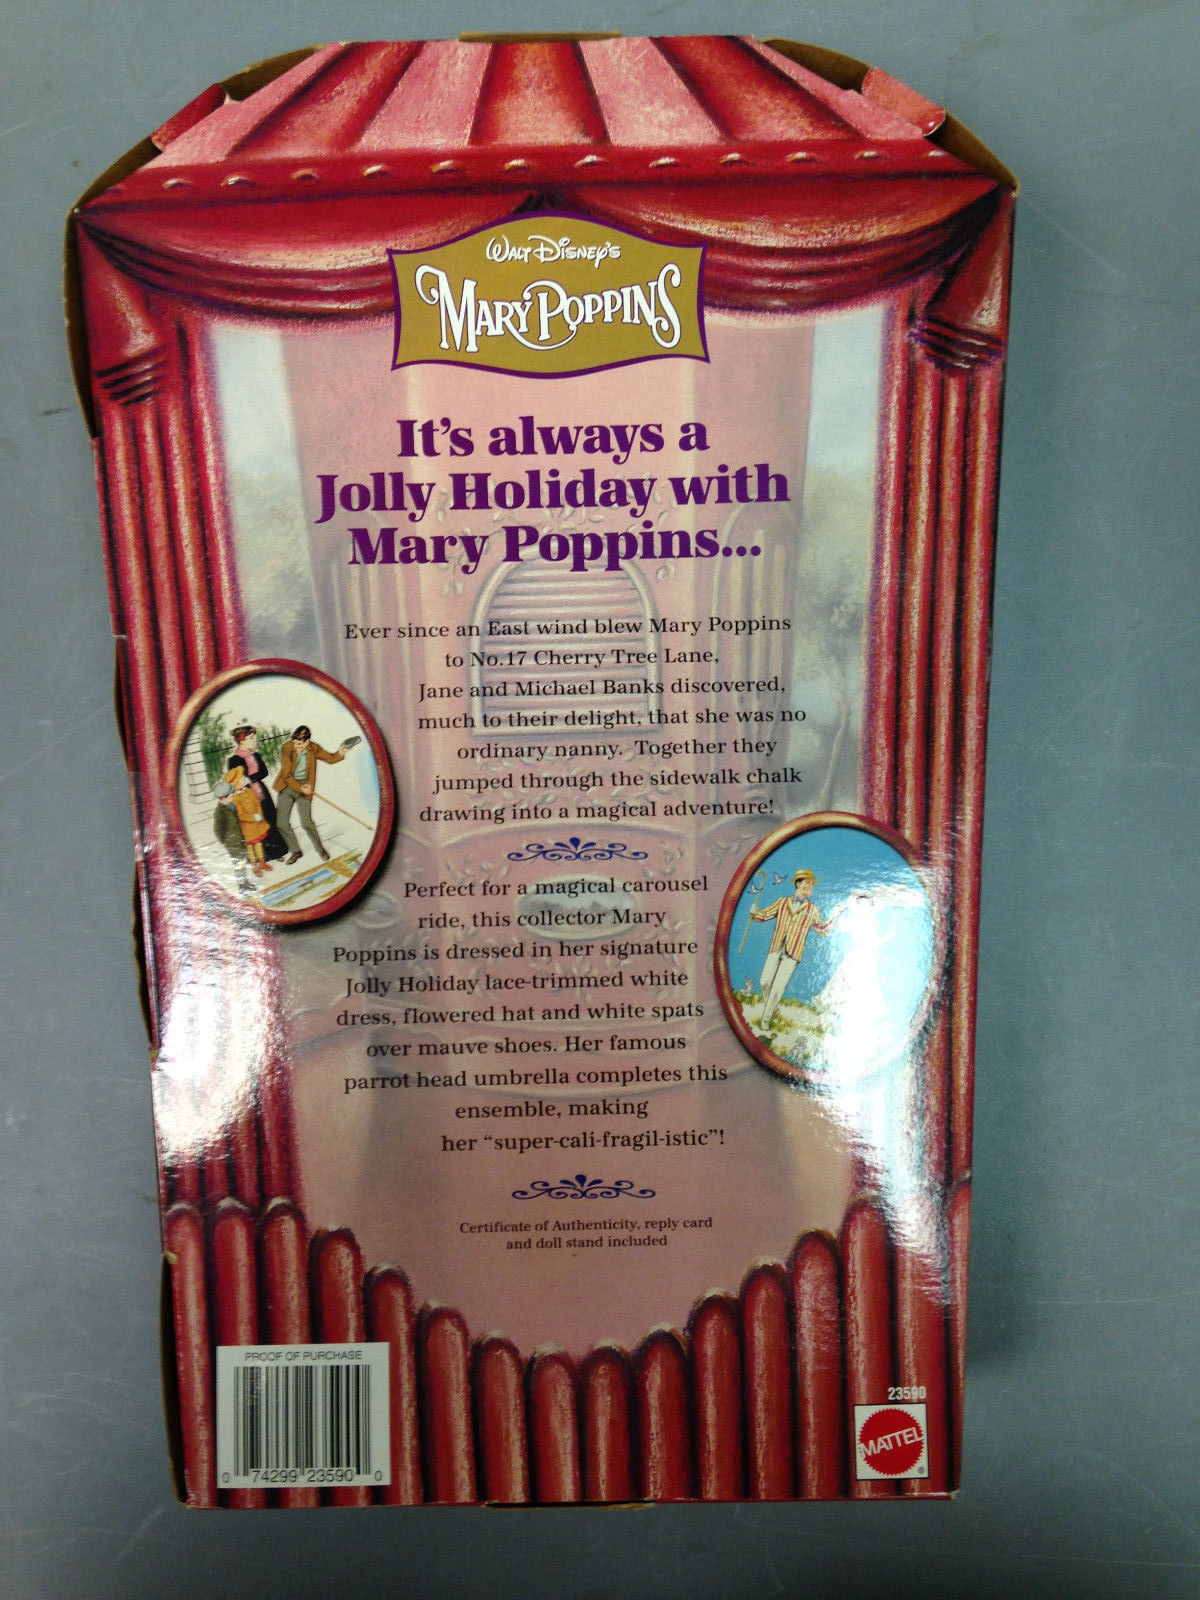 WALT DISNEY'S
MARY POPPINS
It's always a
Jolly Holiday with
Mary Poppins...
Ever since an East wind blew Mary Poppins
to No.17 Cherry Tree Lane,
Jane and Michael Banks discovered,
much to their delight, that she was no
ordinary nanny. Together they
jumped through the sidewalk chalk
drawing into a magical adventure!
Perfect for a magical carousel
ride, this collector Mary
Poppins is dressed in her signature
Jolly Holiday lace-trimmed white
dress, flowered hat and white spats
over mauve shoes. Her famous
parrot head umbrella completes this
ensemble, making
her “super-cali-fragil-istic”!
Certificate of Authenticity, reply card
and doll stand included
PROOF OF PURCHASE
0 74299 23590 0
23590
MATTEL
®